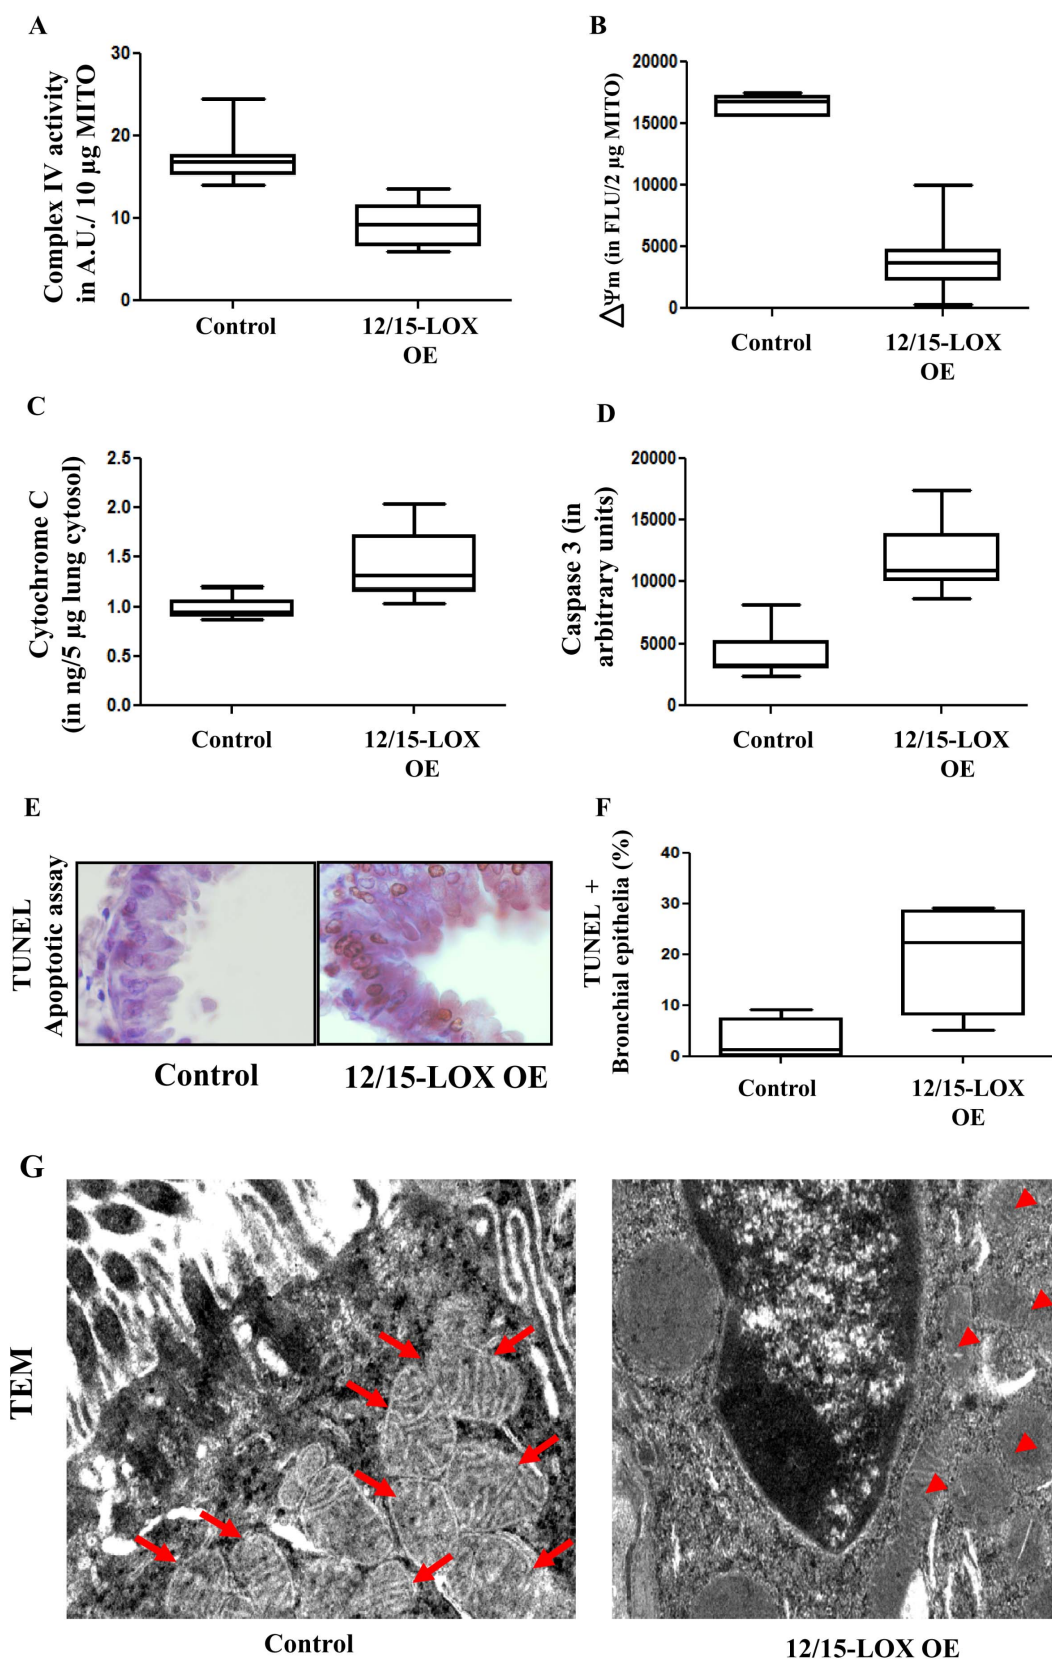 A
Complex IV activity
in A.U./ 10 µg MITO
30
20
10
0
Control
12/15-LOX
OE
B
△Ψm (in FLU/2 µg MITO)
20000
15000
10000
5000
0
Control
12/15-LOX
OE
C
Cytochrome C
(in ng/5 µg lung cytosol)
2.5
2.0
1.5
1.0
0.5
0.0
Control
12/15-LOX
OE
D
Caspase 3 (in
arbitrary units)
20000
15000
10000
5000
0
Control
12/15-LOX
OE
E
TUNEL
Apoptotic assay
Control
12/15-LOX OE
F
TUNEL +
Bronchial epithelia (%)
40
30
20
10
0
Control
12/15-LOX
OE
G
TEM
Control
12/15-LOX OE